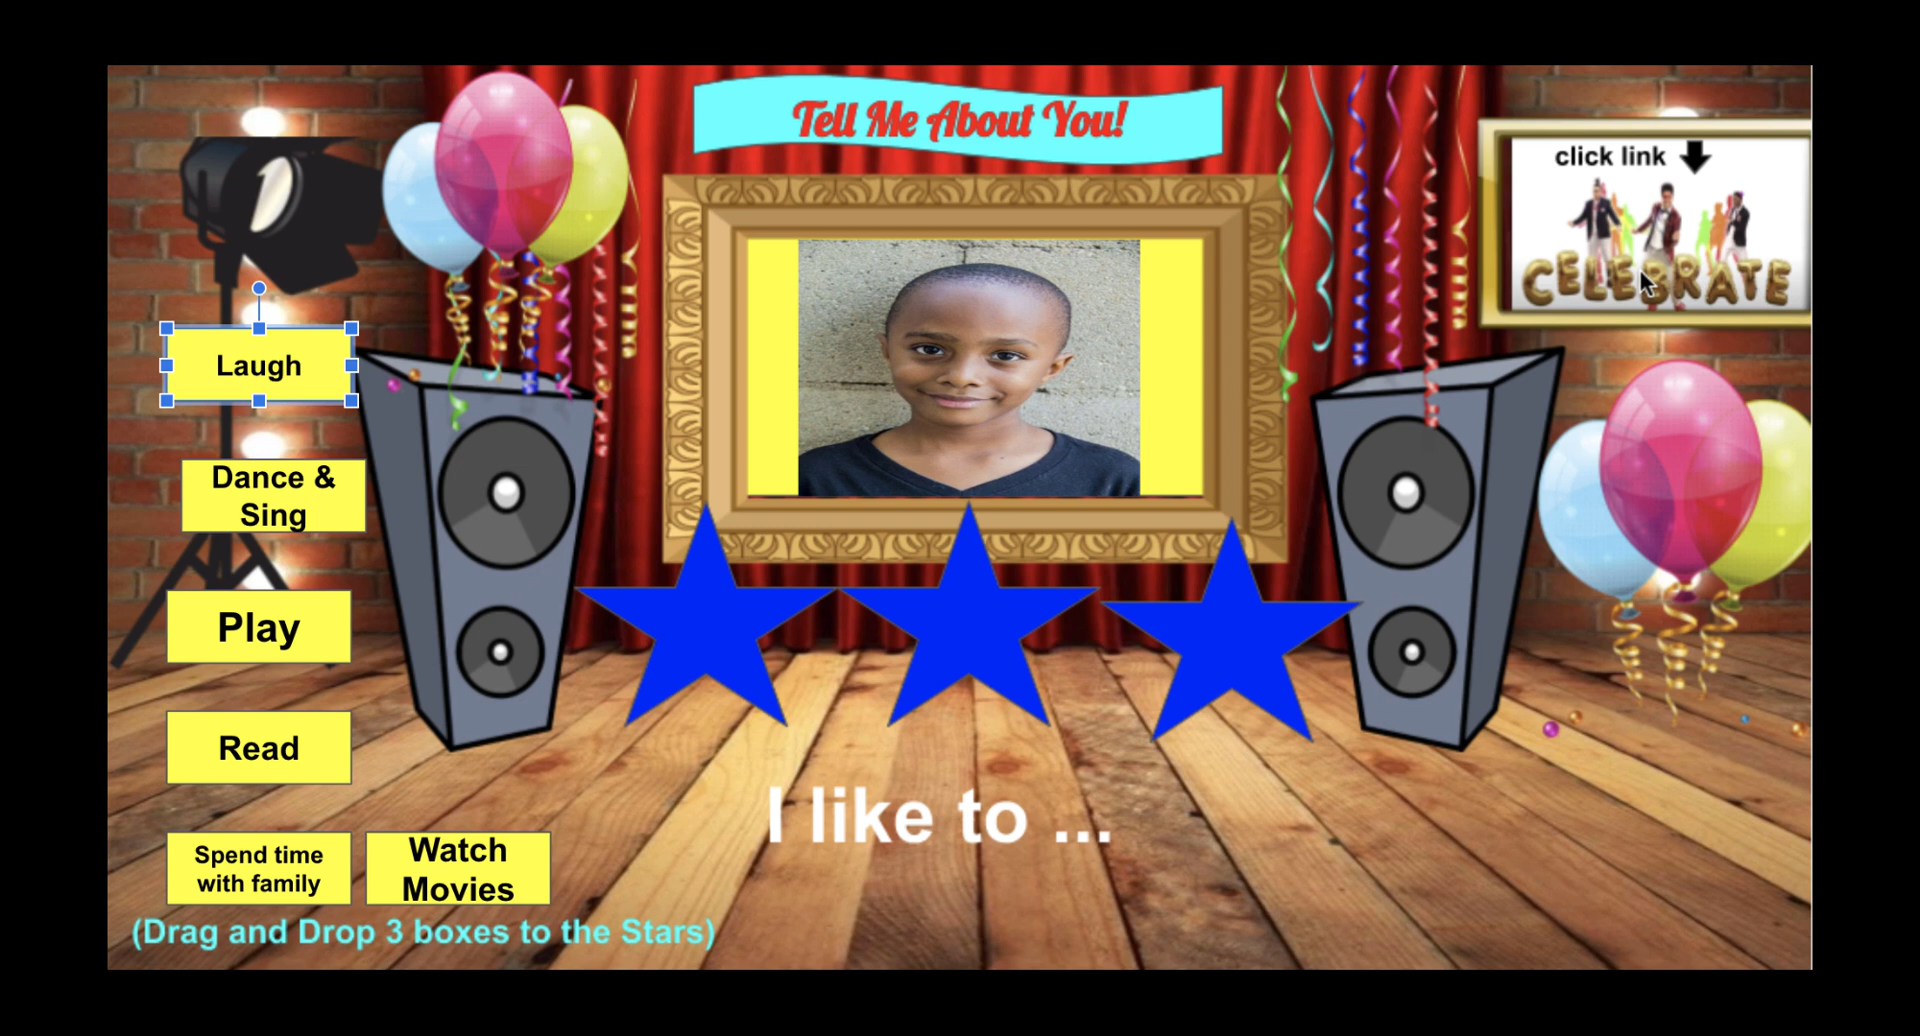 Tell Me About You!
click link
CELEBRATE
Laugh
Dance &
Sing
Play
Read
Spend time
with family
Watch
Movies
I like to ...
(Drag and Drop 3 boxes to the Stars)